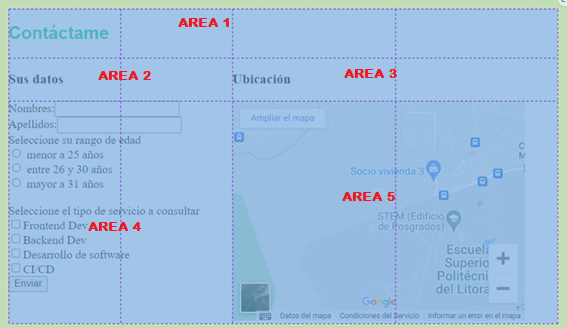 AREA 1
Contáctame
Sus datos
AREA 2
Ubicación
AREA 3
Nombres:
Apellidos:
Seleccione su rango de edad
menor a 25 años
entre 26 y 30 años
mayor a 31 años
Seleccione el tipo de servicio a consultar
Frontend Dev
AREA 4
Backend Dev
Desarrollo de software
CI/CD
Enviar
Ampliar el mapa
C
M
Socio vivienda 3
AREA 5
STEM (Edificio
de Posgrados)
Escuela
Superio
Politécni
del Litora
+
−
Google
Datos del mapa
Condiciones del Servicio
Informar un error en el mapa